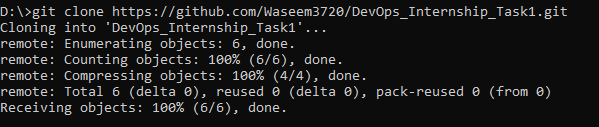 D:\>git clone https://github.com/Waseem3720/DevOps_Internship_Task1.git
Cloning into 'DevOps_Internship_Task1'...
remote: Enumerating objects: 6, done.
remote: Counting objects: 100% (6/6), done.
remote: Compressing objects: 100% (4/4), done.
remote: Total 6 (delta 0), reused 0 (delta 0), pack-reused 0 (from 0)
Receiving objects: 100% (6/6), done.